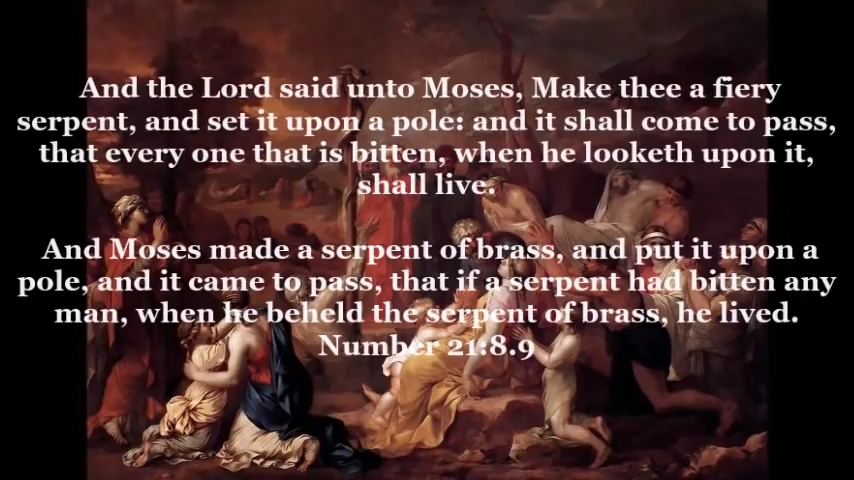 And the Lord said unto Moses, Make thee a fiery
serpent, and set it upon a pole: and it shall come to pass,
that every one that is bitten, when he looketh upon it,
shall live.
And Moses made a serpent of brass, and put it upon a
pole, and it came to pass, that if a serpent had bitten any
man, when he beheld the serpent of brass, he lived.
Number 21:8.9